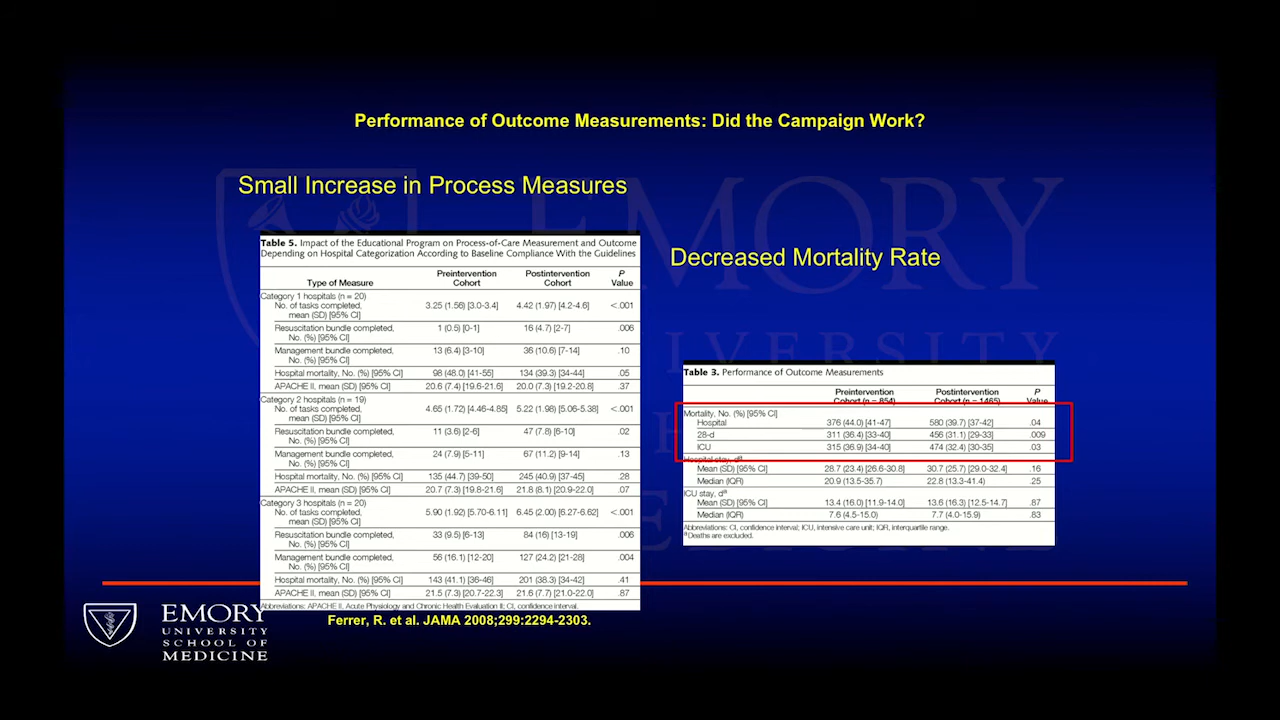 Performance of Outcome Measurements: Did the Campaign Work?
Small Increase in Process Measures
Table 5. Impact of the Educational Program on Process-of-Care Measurement and Outcome
Depending on Hospital Categorization According to Baseline Compliance With the Guidelines
Type of Measure Preintervention Cohort Postintervention Cohort P Value
Category 1 hospitals (n = 20)
No. of tasks completed, 3.25 (1.56) [3.0-3.4] 4.42 (1.97) [4.2-4.6] <.001
mean (SD) [95% CI]
Resuscitation bundle completed, 1 (0.5) [0-1] 16 (4.7) [2-7] .006
No. (%) [95% CI]
Management bundle completed, 13 (6.4) [3-10] 36 (10.6) [7-14] .10
No. (%) [95% CI]
Hospital mortality, No. (%) [95% CI] 98 (48.0) [41-55] 134 (39.3) [34-44] .05
APACHE II, mean (SD) [95% CI] 20.6 (7.4) [19.6-21.6] 20.0 (7.3) [19.2-20.8] .37
Category 2 hospitals (n = 19)
No. of tasks completed, 4.65 (1.72) [4.46-4.85] 5.22 (1.98) [5.06-5.38] <.001
mean (SD) [95% CI]
Resuscitation bundle completed, 11 (3.6) [2-6] 47 (7.8) [6-10] .02
No. (%) [95% CI]
Management bundle completed, 24 (7.9) [5-11] 67 (11.2) [9-14] .13
No. (%) [95% CI]
Hospital mortality, No. (%) [95% CI] 135 (44.7) [39-50] 245 (40.9) [37-45] .28
APACHE II, mean (SD) [95% CI] 20.7 (7.3) [19.8-21.6] 21.8 (8.1) [20.9-22.0] .07
Category 3 hospitals (n = 20)
No. of tasks completed, 5.90 (1.92) [5.70-6.11] 6.45 (2.00) [6.27-6.62] <.001
mean (SD) [95% CI]
Resuscitation bundle completed, 33 (9.5) [6-13] 84 (16) [13-19] .006
No. (%) [95% CI]
Management bundle completed, 56 (16.1) [12-20] 127 (24.2) [21-28] .004
No. (%) [95% CI]
Hospital mortality, No. (%) [95% CI] 143 (41.1) [36-46] 201 (38.3) [34-42] .41
APACHE II, mean (SD) [95% CI] 21.5 (7.3) [20.7-22.3] 21.6 (7.7) [21.0-22.0] .87
Abbreviations: APACHE II, Acute Physiology and Chronic Health Evaluation II; CI, confidence interval.
Ferrer, R. et al. JAMA 2008;299:2294-2303.
Decreased Mortality Rate
Table 3. Performance of Outcome Measurements
Preintervention Cohort (n = 854) Postintervention Cohort (n = 1465) P Value
Mortality, No. (%) [95% CI]
Hospital 376 (44.0) [41-47] 580 (39.7) [37-42] .04
28-d 311 (36.4) [33-40] 456 (31.1) [29-33] .009
ICU 315 (36.9) [34-40] 474 (32.4) [30-35] .03
Hospital stay, dª
Mean (SD) [95% CI] 28.7 (23.4) [26.6-30.8] 30.7 (25.7) [29.0-32.4] .16
Median (IQR) 20.9 (13.5-35.7) 22.8 (13.3-41.4) .25
ICU stay, dª
Mean (SD) [95% CI] 13.4 (16.0) [11.9-14.0] 13.6 (16.3) [12.5-14.7] .87
Median (IQR) 7.6 (4.5-15.0) 7.7 (4.0-15.9) .83
Abbreviations: CI, confidence interval; ICU, intensive care unit; IQR, interquartile range.
ªDeaths are excluded.
EMORY
UNIVERSITY
SCHOOL OF
MEDICINE